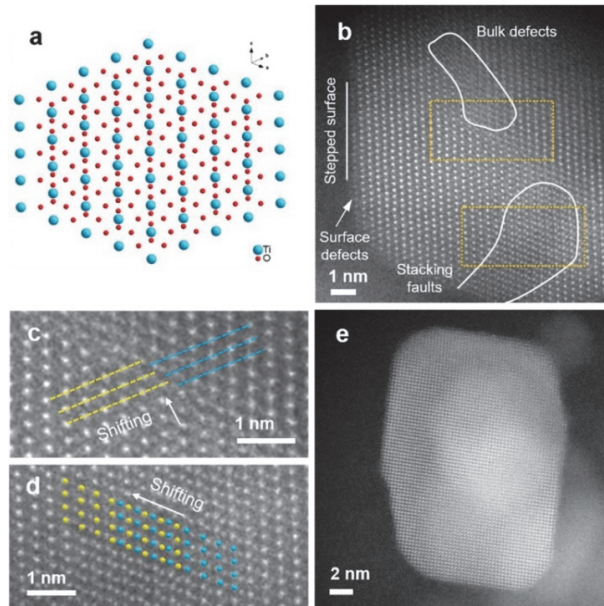 a
c
b
a
Ti
O
b
Bulk defects
Stepped surface
Surface
defects
Stacking
faults
1 nm
c
Shifting
1 nm
d
Shifting
1 nm
e
2 nm